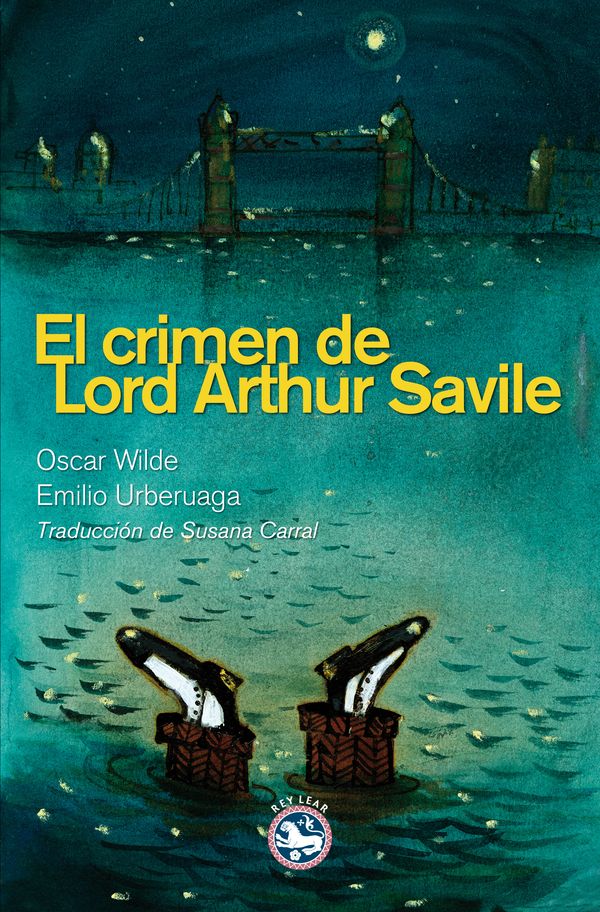 El crimen de
Lord Arthur Savile
Oscar Wilde
Emilio Urberuaga
Traducción de Susana Carral
REY LEAR